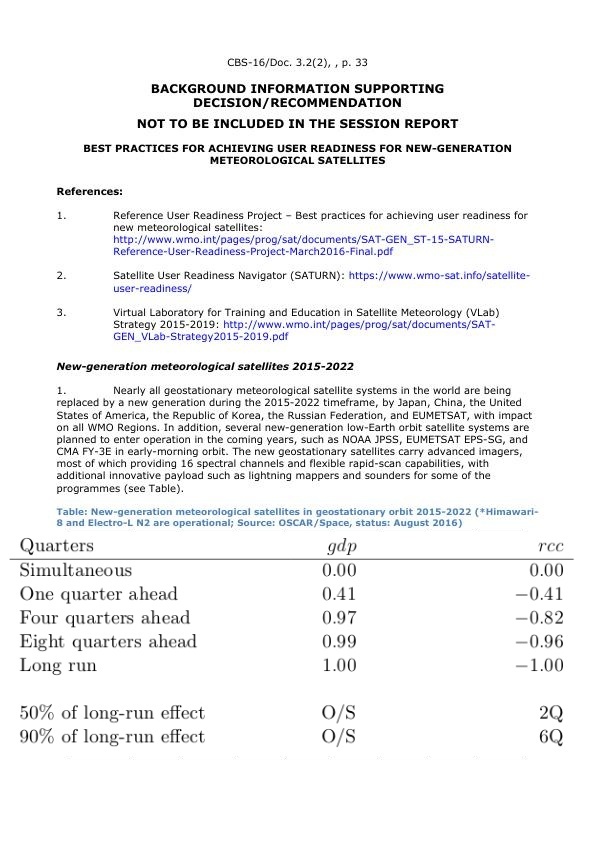 CBS-16/Doc. 3.2(2), , p. 33
BACKGROUND INFORMATION SUPPORTING
DECISION/RECOMMENDATION
NOT TO BE INCLUDED IN THE SESSION REPORT
BEST PRACTICES FOR ACHIEVING USER READINESS FOR NEW-GENERATION
METEOROLOGICAL SATELLITES
References:
1. Reference User Readiness Project – Best practices for achieving user readiness for
new meteorological satellites:
http://www.wmo.int/pages/prog/sat/documents/SAT-GEN_ST-15-SATURN-
Reference-User-Readiness-Project-March2016-Final.pdf
2. Satellite User Readiness Navigator (SATURN): https://www.wmo-sat.info/satellite-
user-readiness/
3. Virtual Laboratory for Training and Education in Satellite Meteorology (VLab)
Strategy 2015-2019: http://www.wmo.int/pages/prog/sat/documents/SAT-
GEN_VLab-Strategy2015-2019.pdf
New-generation meteorological satellites 2015-2022
1. Nearly all geostationary meteorological satellite systems in the world are being
replaced by a new generation during the 2015-2022 timeframe, by Japan, China, the United
States of America, the Republic of Korea, the Russian Federation, and EUMETSAT, with impact
on all WMO Regions. In addition, several new-generation low-Earth orbit satellite systems are
planned to enter operation in the coming years, such as NOAA JPSS, EUMETSAT EPS-SG, and
CMA FY-3E in early-morning orbit. The new geostationary satellites carry advanced imagers,
most of which providing 16 spectral channels and flexible rapid-scan capabilities, with
additional innovative payload such as lightning mappers and sounders for some of the
programmes (see Table).
Table: New-generation meteorological satellites in geostationary orbit 2015-2022 (*Himawari-
8 and Electro-L N2 are operational; Source: OSCAR/Space, status: August 2016)
Quarters gdp rcc
Simultaneous 0.00 0.00
One quarter ahead 0.41 −0.41
Four quarters ahead 0.97 −0.82
Eight quarters ahead 0.99 −0.96
Long run 1.00 −1.00
50% of long-run effect O/S 2Q
90% of long-run effect O/S 6Q